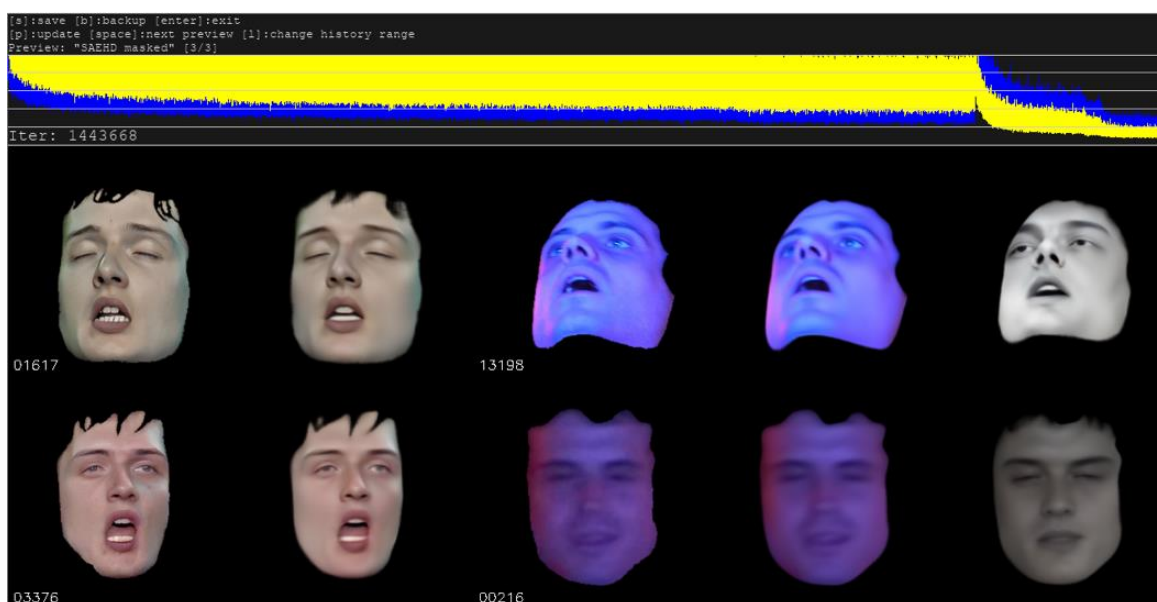 [s]:save [b]:backup [enter]:exit
[p]:update [space]:next preview [l]:change history range
Preview: "SAEHD masked" [3/3]
Iter: 1443668
01617
13198
03376
00216